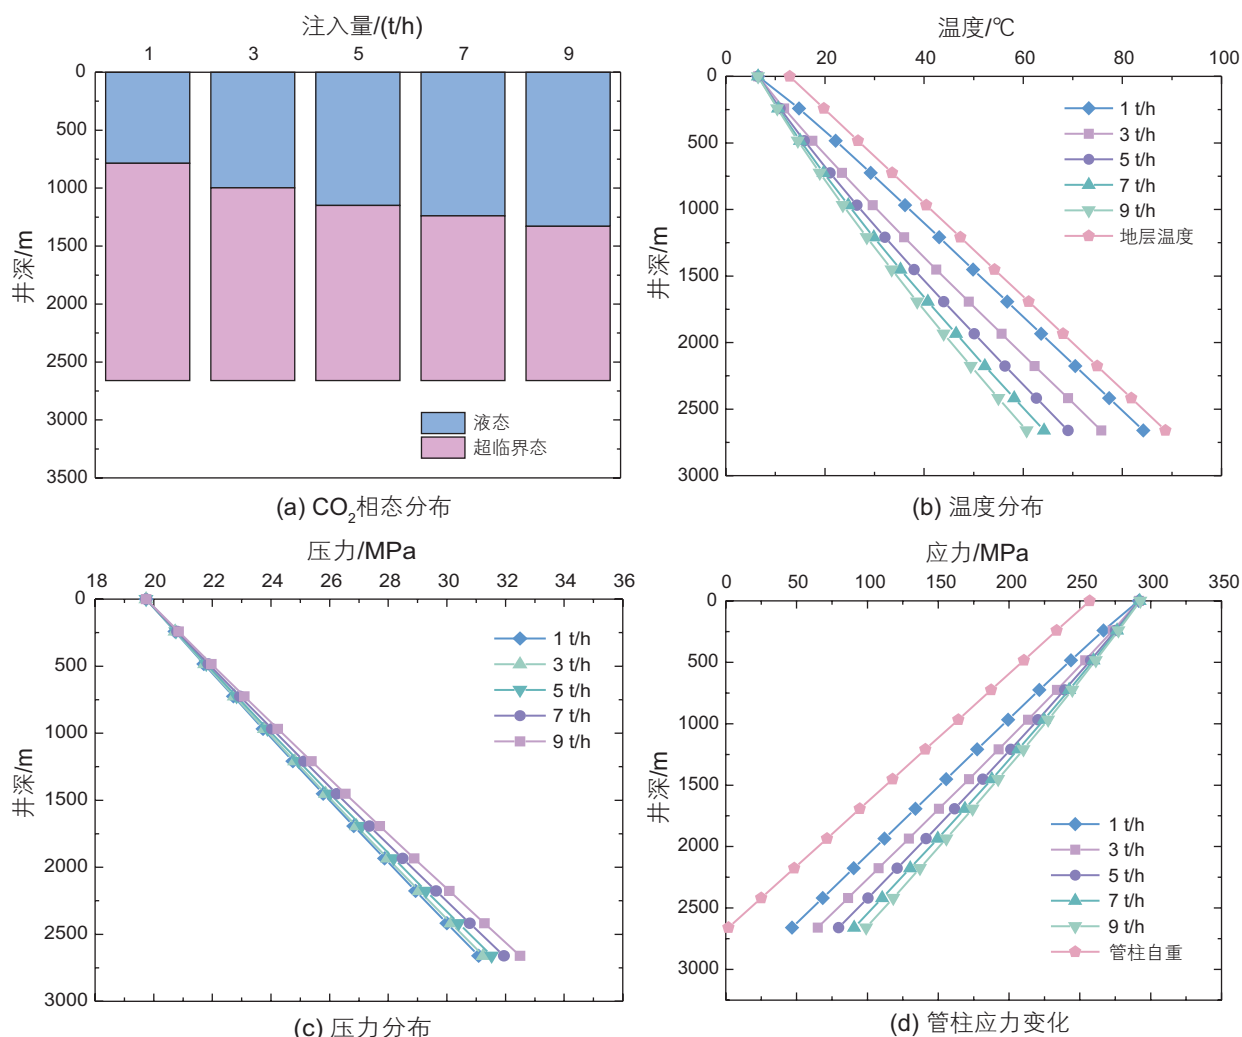 注入量/(t/h)
1 3 5 7 9
0
500
1000
1500
2000
2500
3000
3500
井深/m
液态
超临界态
(a) CO₂相态分布
温度/℃
0 20 40 60 80 100
0
500
1000
1500
2000
2500
3000
井深/m
1 t/h
3 t/h
5 t/h
7 t/h
9 t/h
地层温度
(b) 温度分布
压力/MPa
18 20 22 24 26 28 30 32 34 36
0
500
1000
1500
2000
2500
3000
井深/m
1 t/h
3 t/h
5 t/h
7 t/h
9 t/h
(c) 压力分布
应力/MPa
0 50 100 150 200 250 300 350
0
500
1000
1500
2000
2500
3000
井深/m
1 t/h
3 t/h
5 t/h
7 t/h
9 t/h
管柱自重
(d) 管柱应力变化